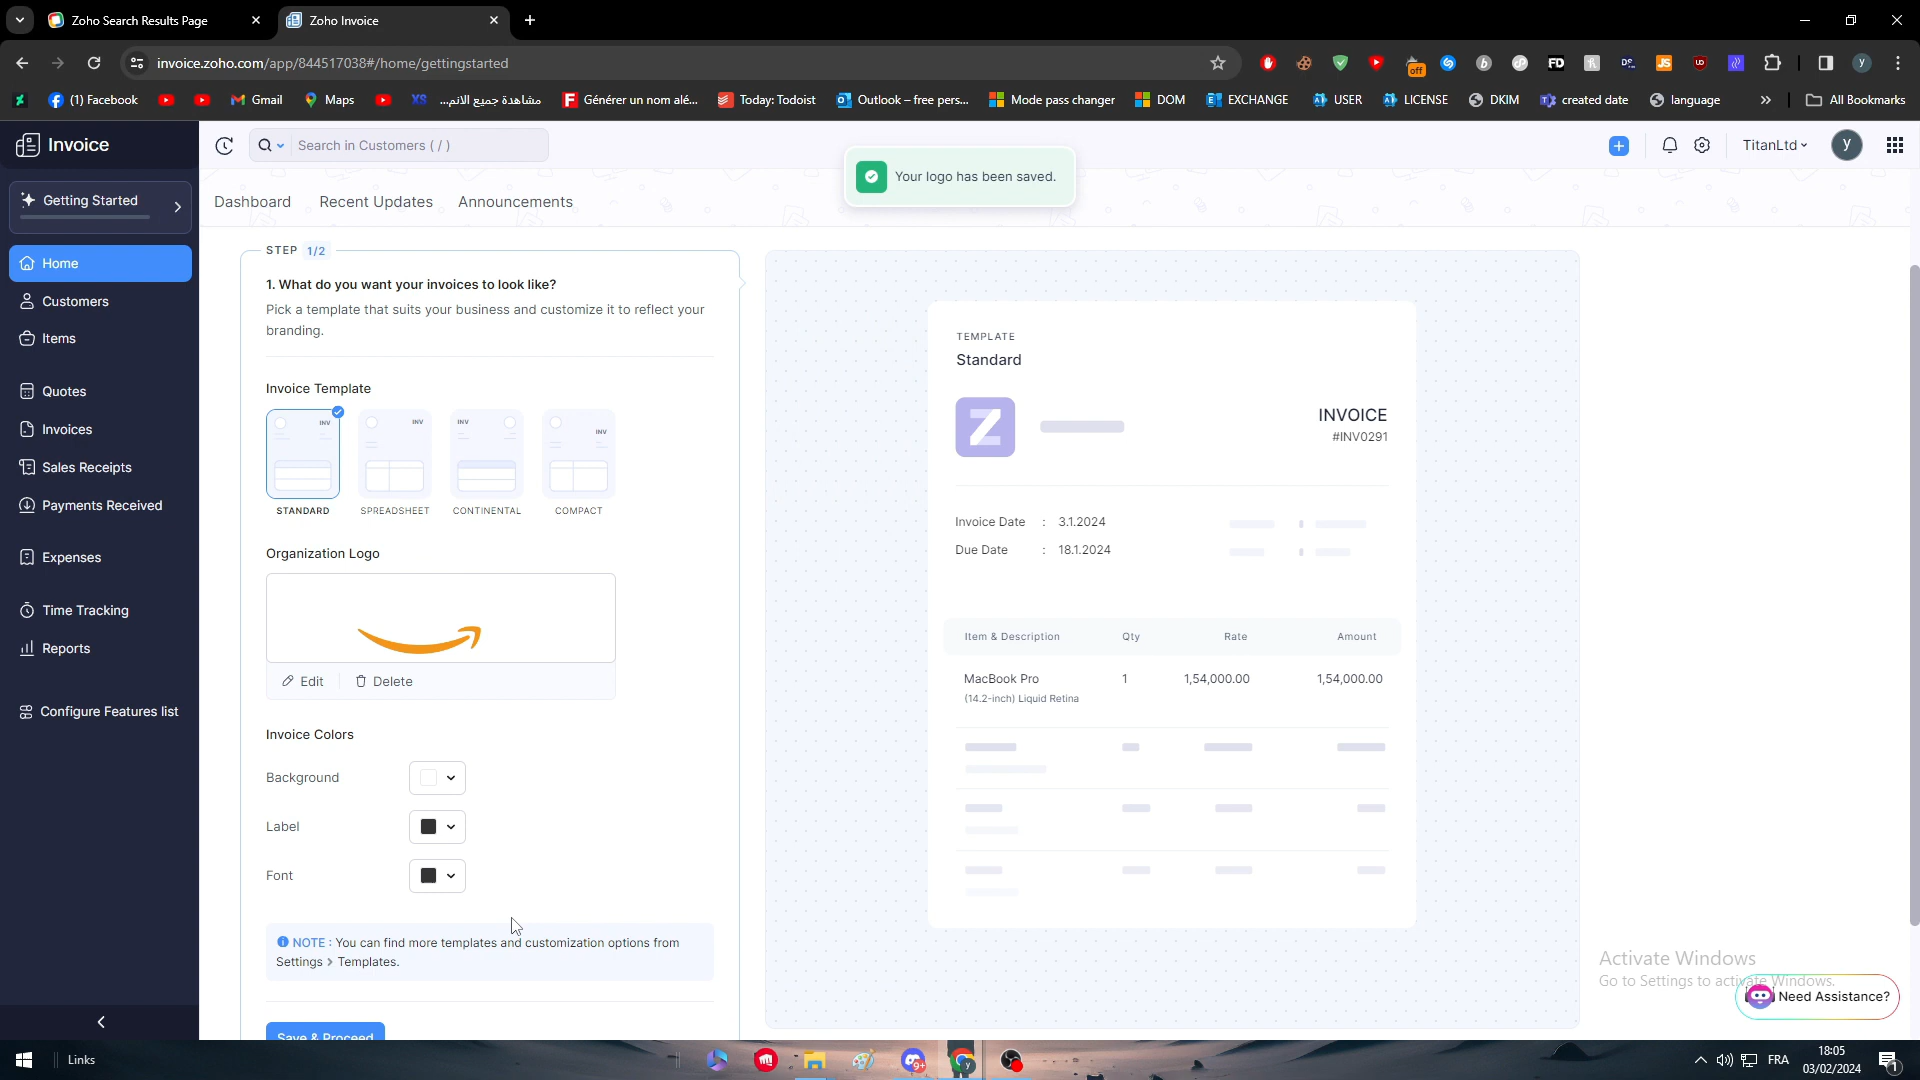 Zoho Search Results Page
Zoho Invoice
invoice.zoho.com/app/844517038#/home/gettingstarted
off
FD
JS
(1) Facebook
Gmail
Maps
XS
مشاهدة جميع الانم...
Générer un nom alé...
Today: Todoist
Outlook – free pers...
Mode pass changer
DOM
EXCHANGE
USER
LICENSE
DKIM
created date
language
All Bookmarks
Invoice
Search in Customers ( / )
TitanLtd
y
Your logo has been saved.
Getting Started
Dashboard
Recent Updates
Announcements
Home
Customers
Items
Quotes
Invoices
Sales Receipts
Payments Received
Expenses
Time Tracking
Reports
Configure Features list
STEP 1/2
1. What do you want your invoices to look like?
Pick a template that suits your business and customize it to reflect your
branding.
Invoice Template
INV
INV
INV
INV
STANDARD
SPREADSHEET
CONTINENTAL
COMPACT
Organization Logo
Edit
Delete
Invoice Colors
Background
Label
Font
NOTE : You can find more templates and customization options from
Settings > Templates.
Save & Proceed
TEMPLATE
Standard
Z
INVOICE
#INV0291
Invoice Date : 3.1.2024
Due Date : 18.1.2024
Item & Description Qty Rate Amount
MacBook Pro 1 1,54,000.00 1,54,000.00
(14.2-inch) Liquid Retina
Activate Windows
Go to Settings to activate Windows.
Need Assistance?
Links
9+
FRA
18:05
03/02/2024
1